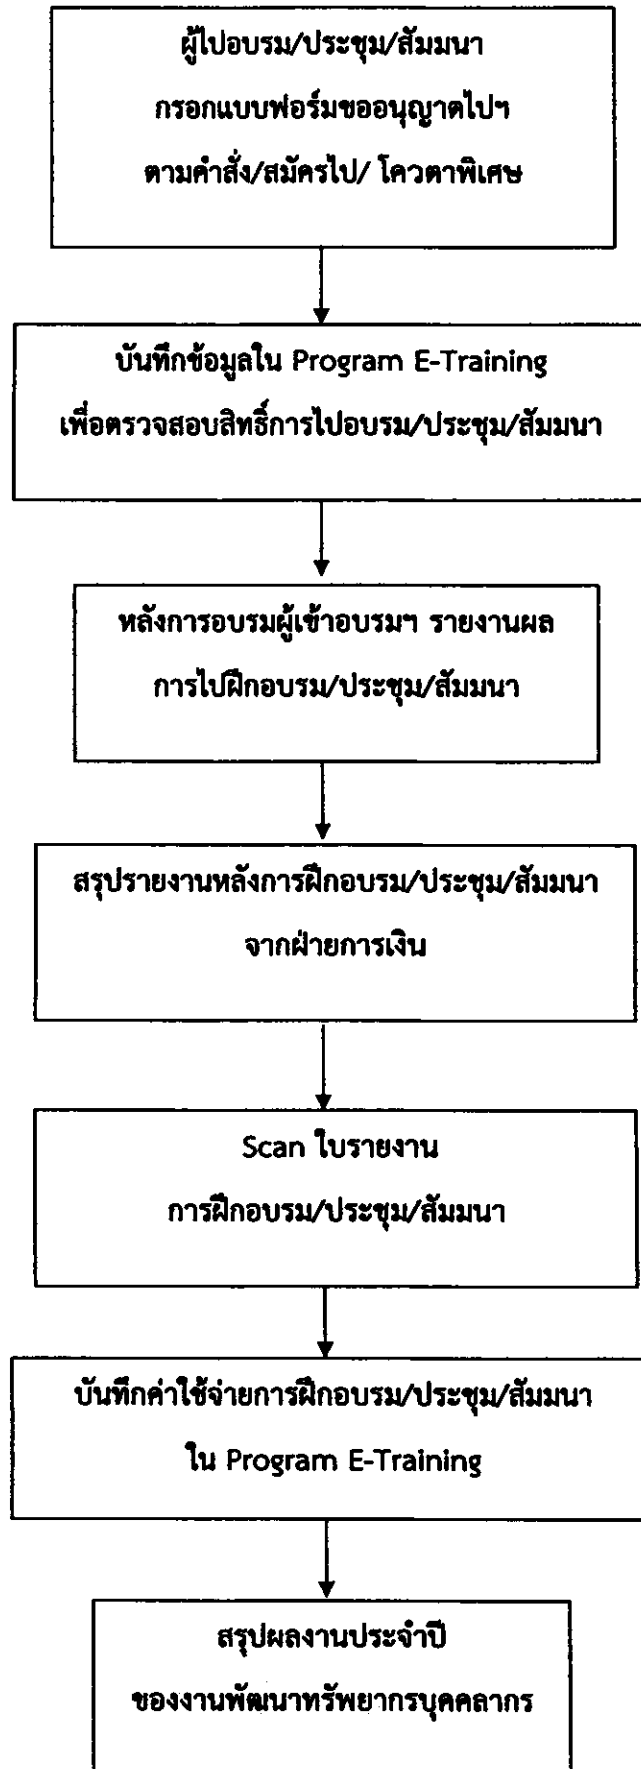 ผู้ไปอบรม/ประชุม/สัมมนา
กรอกแบบฟอร์มขออนุญาตไปฯ
ตามคำสั่ง/สมัครไป/ โควตาพิเศษ
บันทึกข้อมูลใน Program E-Training
เพื่อตรวจสอบสิทธิ์การไปอบรม/ประชุม/สัมมนา
หลังการอบรมผู้เข้าอบรมฯ รายงานผล
การไปฝึกอบรม/ประชุม/สัมมนา
สรุปรายงานหลังการฝึกอบรม/ประชุม/สัมมนา
จากฝ่ายการเงิน
Scan ใบรายงาน
การฝึกอบรม/ประชุม/สัมมนา
บันทึกค่าใช้จ่ายการฝึกอบรม/ประชุม/สัมมนา
ใน Program E-Training
สรุปผลงานประจำปี
ของงานพัฒนาทรัพยากรบุคคลากร